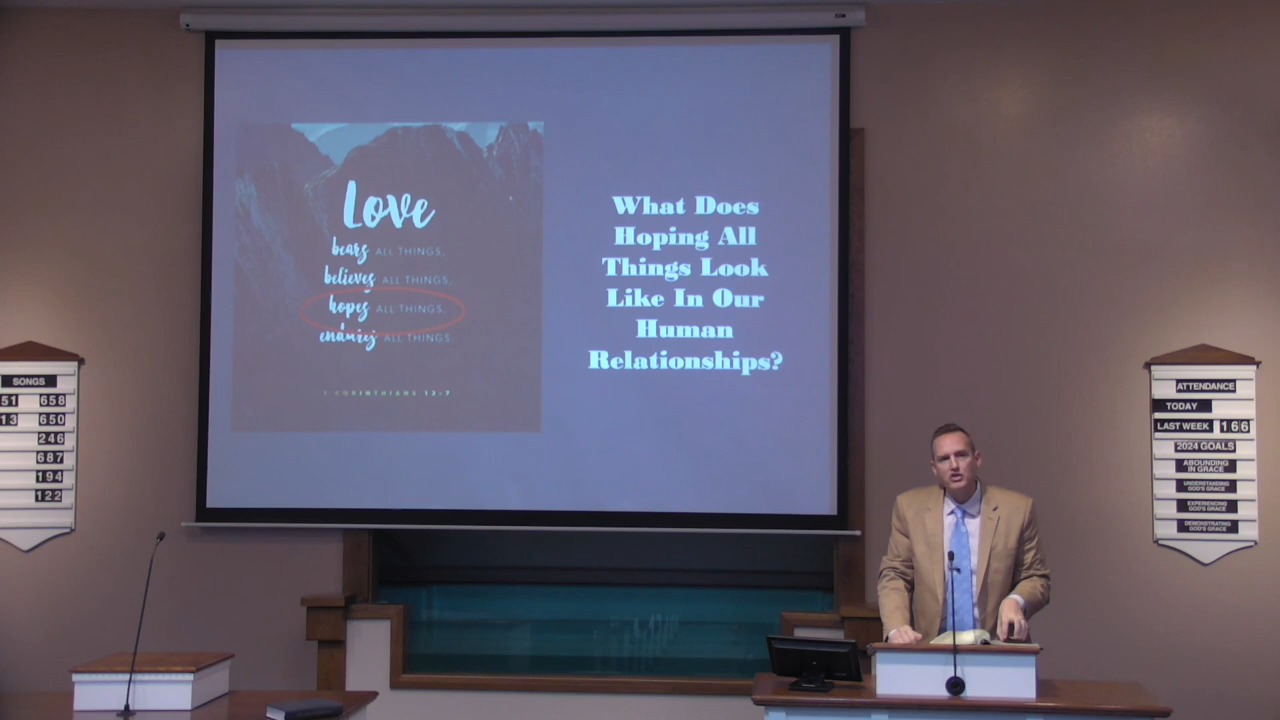 Love
bears ALL THINGS,
believes ALL THINGS,
hopes ALL THINGS,
endures ALL THINGS.
1 CORINTHIANS 13:7
What Does
Hoping All
Things Look
Like In Our
Human
Relationships?
SONGS
51 658
13 650
246
687
194
122
ATTENDANCE
TODAY
LAST WEEK 166
2024 GOALS
ABOUNDING
IN GRACE
UNDERSTANDING
GOD'S GRACE
EXPERIENCING
GOD'S GRACE
DEMONSTRATING
GOD'S GRACE